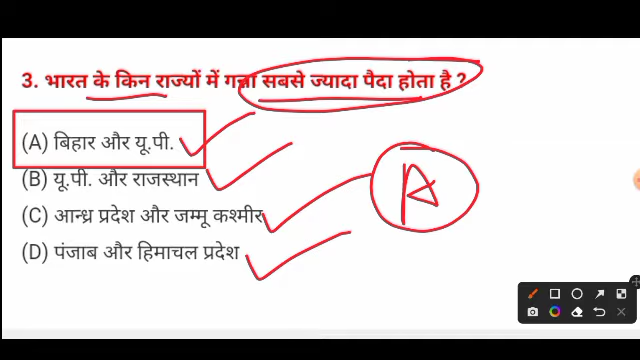 3. भारत के किन राज्यों में गन्ना सबसे ज्यादा पैदा होता है ?
(A) बिहार और यू.पी.
(B) यू.पी. और राजस्थान
(C) आन्ध्र प्रदेश और जम्मू कश्मीर
(D) पंजाब और हिमाचल प्रदेश
A